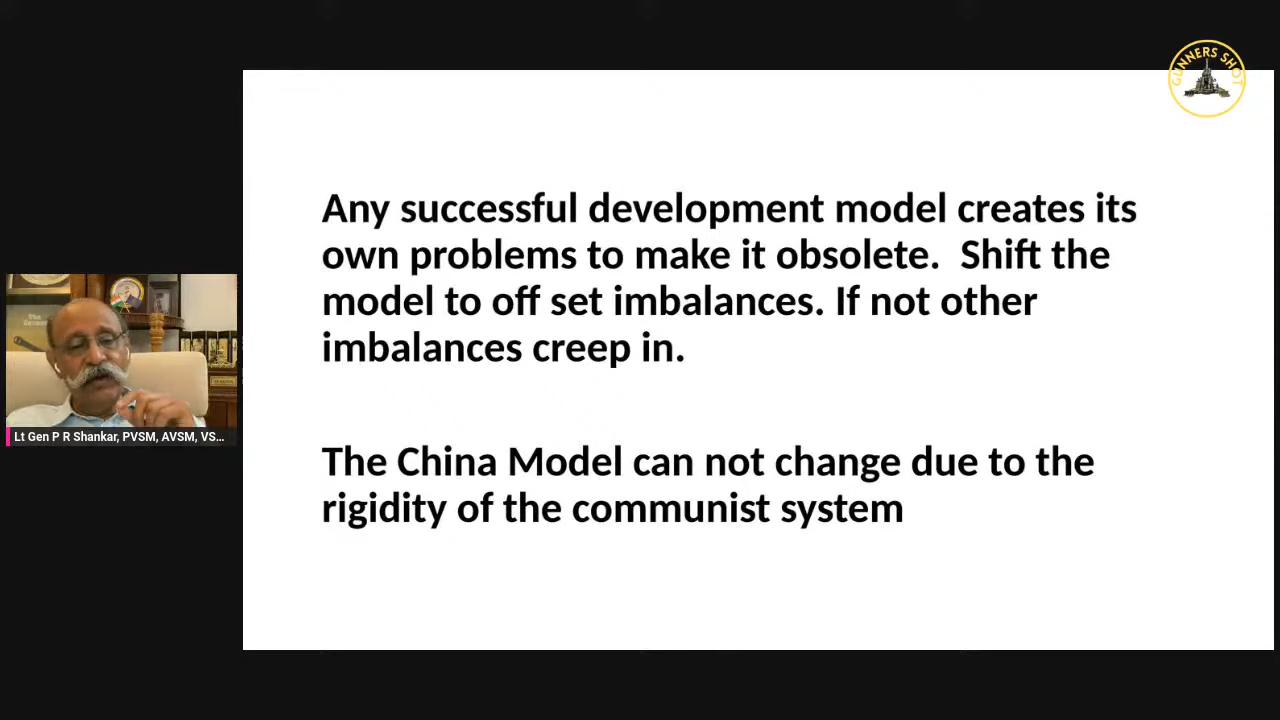 GUNNERS SHOT
Any successful development model creates its
own problems to make it obsolete.  Shift the
model to off set imbalances. If not other
imbalances creep in.
The China Model can not change due to the
rigidity of the communist system
Lt Gen P R Shankar, PVSM, AVSM, VS...